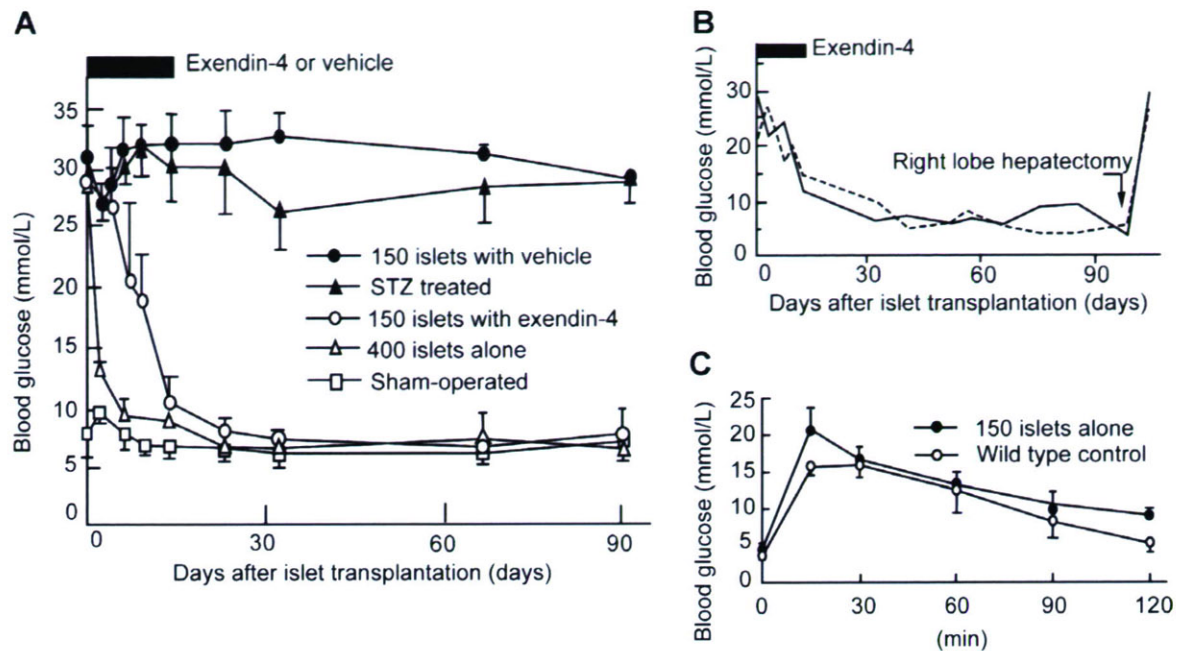 A
Exendin-4 or vehicle
35
30
25
20
15
10
5
0
Blood glucose (mmol/L)
150 islets with vehicle
STZ treated
150 islets with exendin-4
400 islets alone
Sham-operated
0 30 60 90
Days after islet transplantation (days)
B
Exendin-4
30
20
10
0
Blood glucose (mmol/L)
Right lobe hepatectomy
0 30 60 90
Days after islet transplantation (days)
C
25
20
15
10
5
0
Blood glucose (mmol/L)
150 islets alone
Wild type control
0 30 60 90 120
(min)